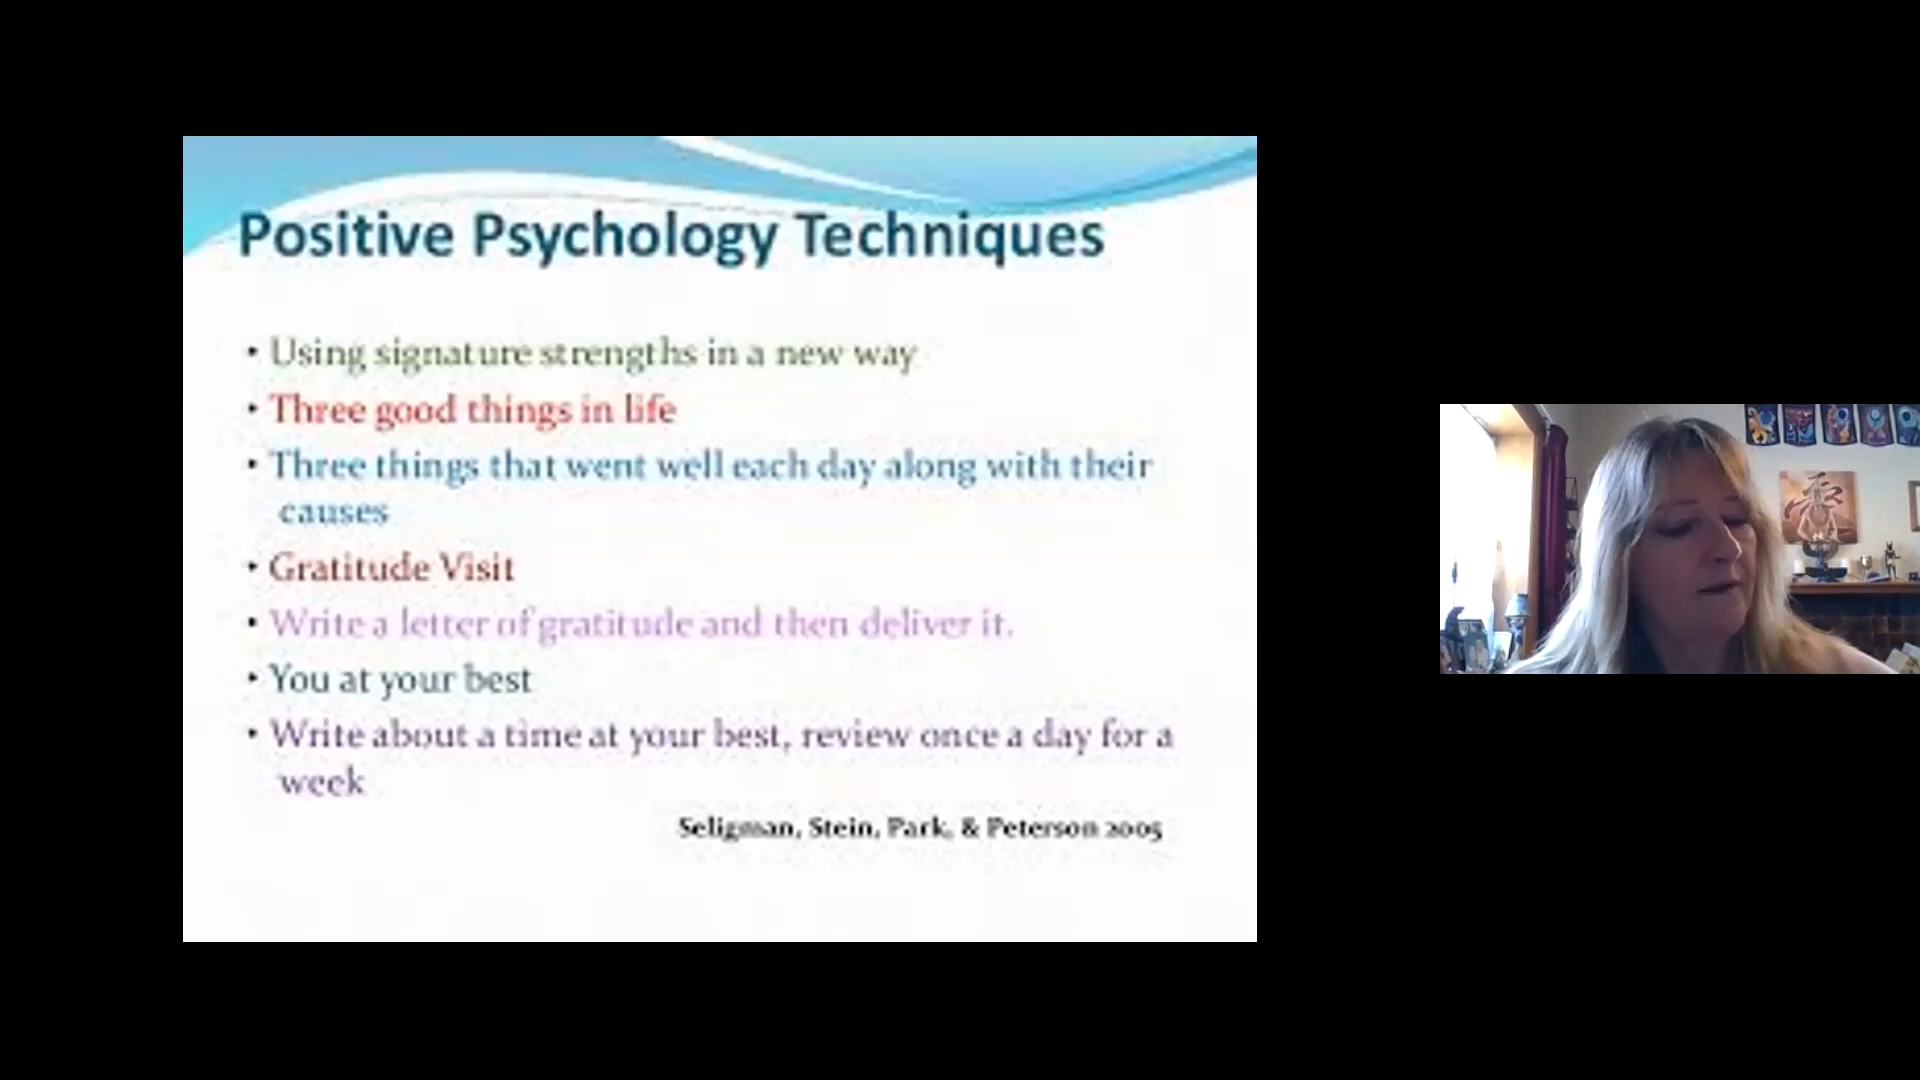 Positive Psychology Techniques
• Using signature strengths in a new way
• Three good things in life
• Three things that went well each day along with their
causes
• Gratitude Visit
• Write a letter of gratitude and then deliver it.
• You at your best
• Write about a time at your best, review once a day for a
week
Seligman, Stein, Park, & Peterson 2005